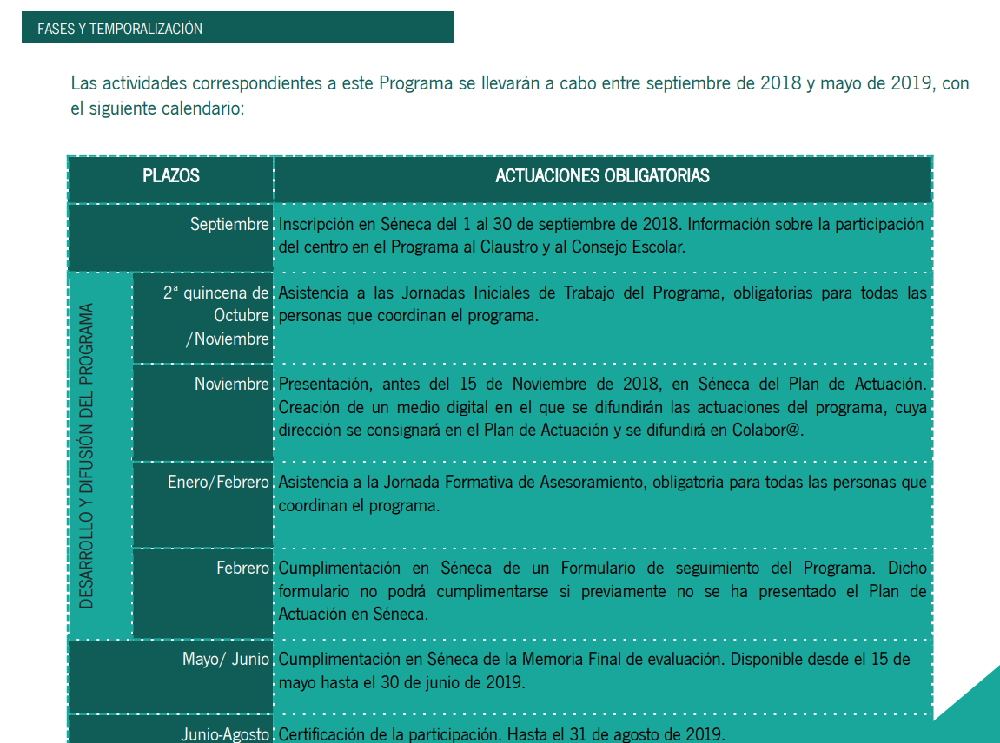 FASES Y TEMPORALIZACIÓN
Las actividades correspondientes a este Programa se llevarán a cabo entre septiembre de 2018 y mayo de 2019, con
el siguiente calendario:
PLAZOS
ACTUACIONES OBLIGATORIAS
Septiembre
Inscripción en Séneca del 1 al 30 de septiembre de 2018. Información sobre la participación
del centro en el Programa al Claustro y al Consejo Escolar.
DESARROLLO Y DIFUSIÓN DEL PROGRAMA
2ª quincena de
Octubre
/Noviembre
Asistencia a las Jornadas Iniciales de Trabajo del Programa, obligatorias para todas las
personas que coordinan el programa.
Noviembre
Presentación, antes del 15 de Noviembre de 2018, en Séneca del Plan de Actuación.
Creación de un medio digital en el que se difundirán las actuaciones del programa, cuya
dirección se consignará en el Plan de Actuación y se difundirá en Colabor@.
Enero/Febrero
Asistencia a la Jornada Formativa de Asesoramiento, obligatoria para todas las personas que
coordinan el programa.
Febrero
Cumplimentación en Séneca de un Formulario de seguimiento del Programa. Dicho
formulario no podrá cumplimentarse si previamente no se ha presentado el Plan de
Actuación en Séneca.
Mayo/ Junio
Cumplimentación en Séneca de la Memoria Final de evaluación. Disponible desde el 15 de
mayo hasta el 30 de junio de 2019.
Junio-Agosto
Certificación de la participación. Hasta el 31 de agosto de 2019.